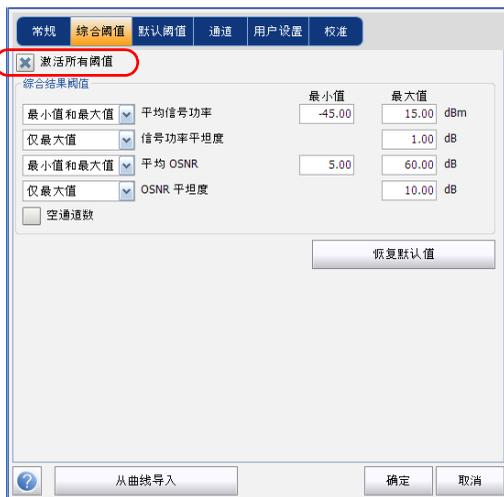 常规 综合阈值 默认阈值 通道 用户设置 校准
激活所有阈值
综合结果阈值
最小值 最大值
最小值和最大值 平均信号功率 -45.00 15.00 dBm
仅最大值 信号功率平坦度 1.00 dB
最小值和最大值 平均 OSNR 5.00 60.00 dB
仅最大值 OSNR 平坦度 10.00 dB
空通道数
恢复默认值
? 从曲线导入 确定 取消